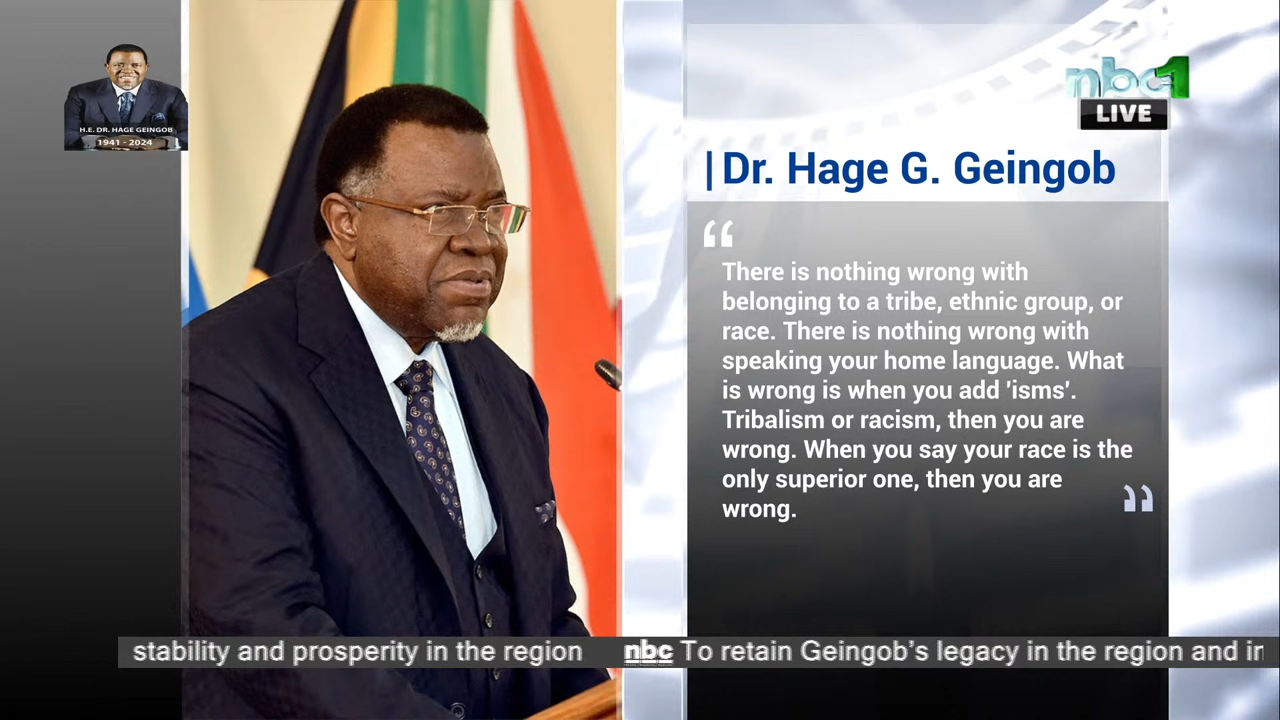 H.E. DR. HAGE GEINGOB
1941 - 2024
nbc1
LIVE
|Dr. Hage G. Geingob
“
There is nothing wrong with
belonging to a tribe, ethnic group, or
race. There is nothing wrong with
speaking your home language. What
is wrong is when you add 'isms'.
Tribalism or racism, then you are
wrong. When you say your race is the
only superior one, then you are
wrong.
”
stability and prosperity in the region nbc To retain Geingob’s legacy in the region and in